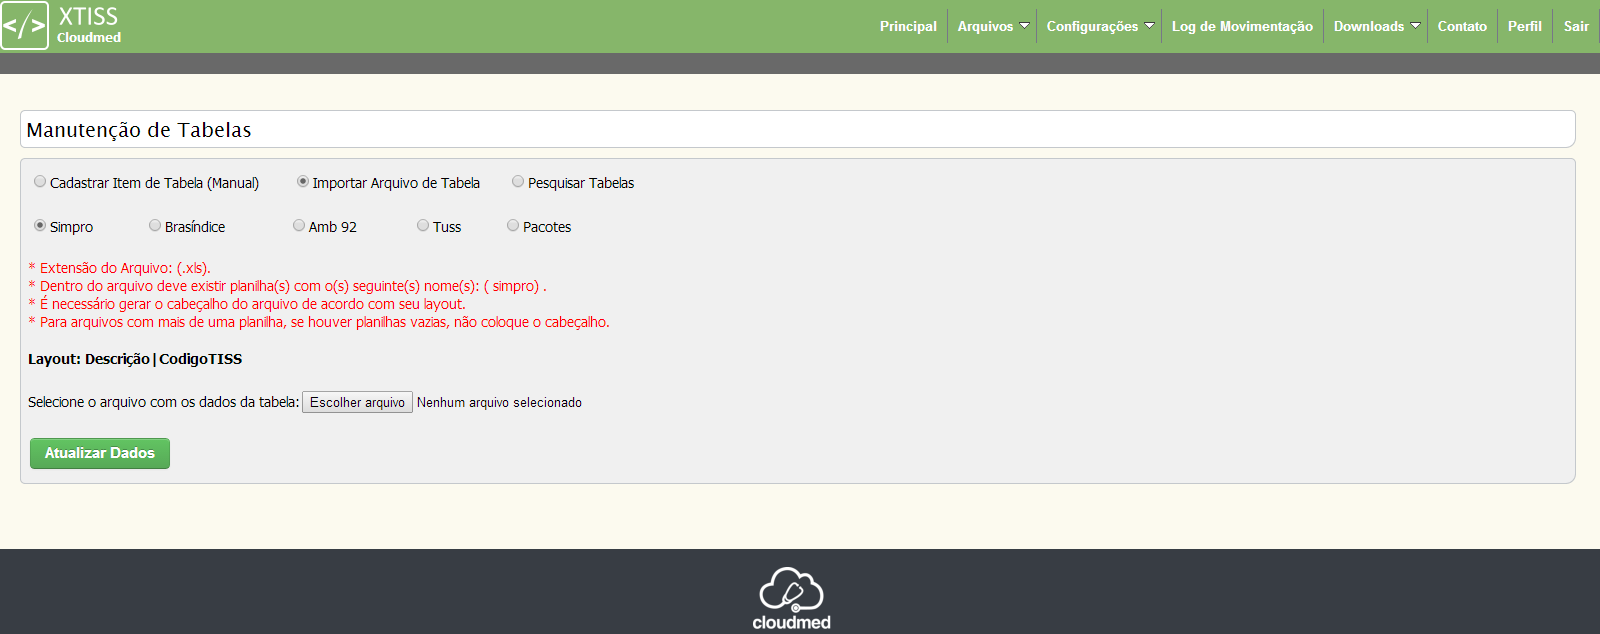 XTISS
Cloudmed
Principal Arquivos Configurações Log de Movimentação Downloads Contato Perfil Sair
Manutenção de Tabelas
Cadastrar Item de Tabela (Manual) Importar Arquivo de Tabela Pesquisar Tabelas
Simpro Brasíndice Amb 92 Tuss Pacotes
* Extensão do Arquivo: (.xls).
* Dentro do arquivo deve existir planilha(s) com o(s) seguinte(s) nome(s): ( simpro) .
* É necessário gerar o cabeçalho do arquivo de acordo com seu layout.
* Para arquivos com mais de uma planilha, se houver planilhas vazias, não coloque o cabeçalho.
Layout: Descrição|CodigoTISS
Selecione o arquivo com os dados da tabela: Escolher arquivo Nenhum arquivo selecionado
Atualizar Dados
cloudmed